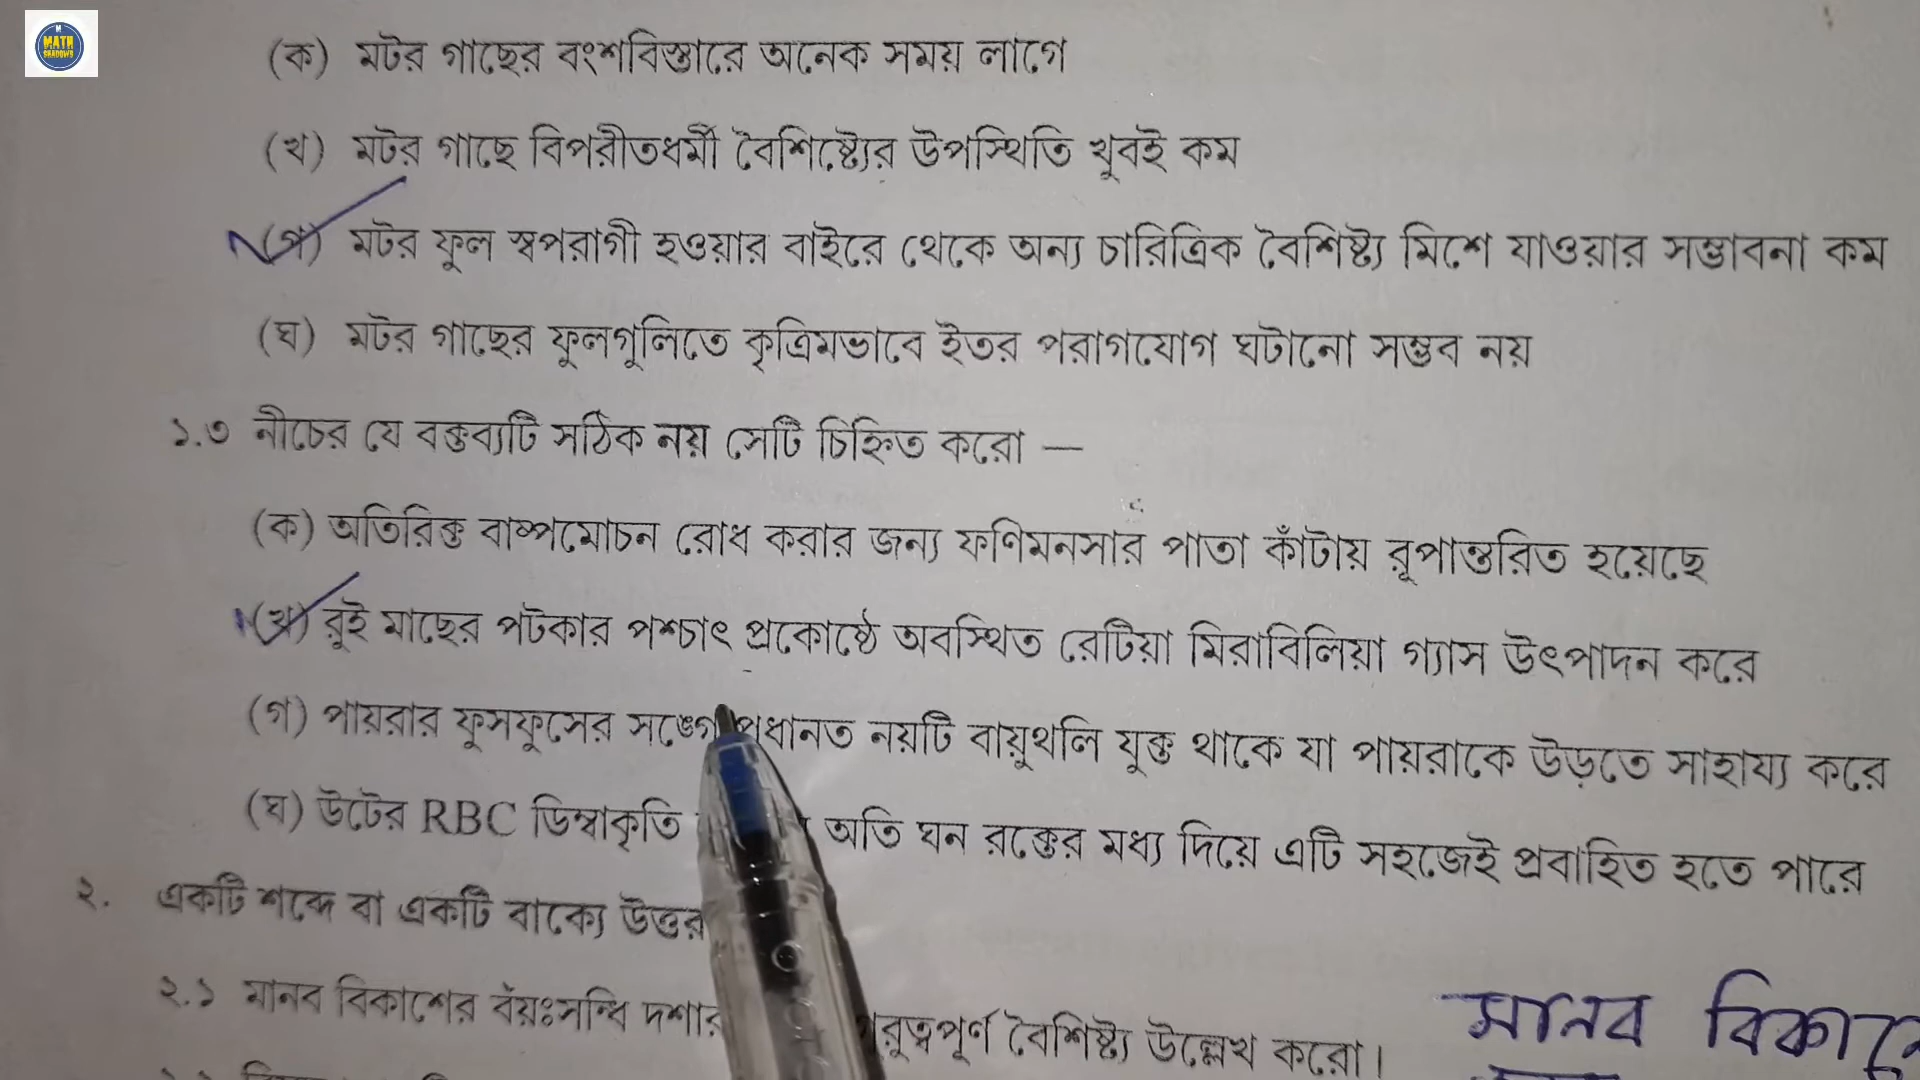 MATH SHADOWS
(ক) মটর গাছের বংশবিস্তারে অনেক সময় লাগে
(খ) মটর গাছে বিপরীতধর্মী বৈশিষ্ট্যের উপস্থিতি খুবই কম
(গ) মটর ফুল স্বপরাগী হওয়ার বাইরে থেকে অন্য চারিত্রিক বৈশিষ্ট্য মিশে যাওয়ার সম্ভাবনা কম
(ঘ) মটর গাছের ফুলগুলিতে কৃত্রিমভাবে ইতর পরাগযোগ ঘটানো সম্ভব নয়
১.৩ নীচের যে বক্তব্যটি সঠিক নয় সেটি চিহ্নিত করো —
(ক) অতিরিক্ত বাষ্পমোচন রোধ করার জন্য ফণিমনসার পাতা কাঁটায় রূপান্তরিত হয়েছে
(খ) রুই মাছের পটকার পশ্চাৎ প্রকোষ্ঠে অবস্থিত রেটিয়া মিরাবিলিয়া গ্যাস উৎপাদন করে
(গ) পায়রার ফুসফুসের সঙ্গে প্রধানত নয়টি বায়ুথলি যুক্ত থাকে যা পায়রাকে উড়তে সাহায্য করে
(ঘ) উটের RBC ডিম্বাকৃতি অতি ঘন রক্তের মধ্য দিয়ে এটি সহজেই প্রবাহিত হতে পারে
২. একটি শব্দে বা একটি বাক্যে উত্তর
২.১ মানব বিকাশের বয়ঃসন্ধি দশার গুরুত্বপূর্ণ বৈশিষ্ট্য উল্লেখ করো।
মানব